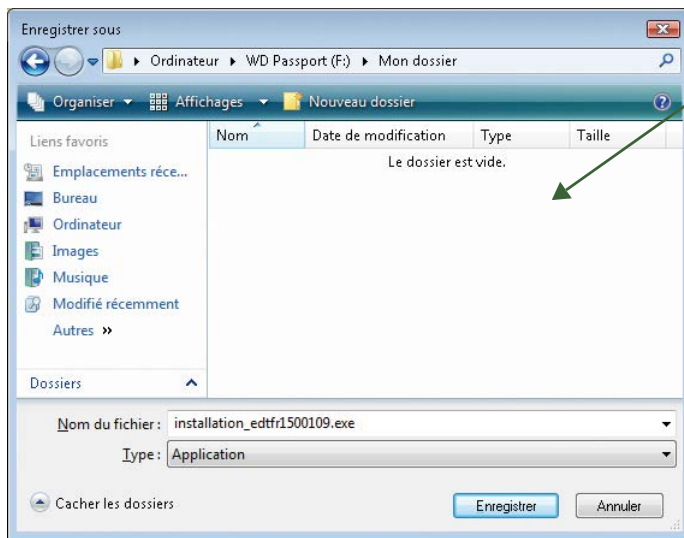 Enregistrer sous
Ordinateur ▸ WD Passport (F:) ▸ Mon dossier
Organiser Affichages Nouveau dossier
Liens favoris
Emplacements réce...
Bureau
Ordinateur
Images
Musique
Modifié récemment
Autres »
Dossiers
Nom Date de modification Type Taille
Le dossier est vide.
Nom du fichier : installation_edtfr1500109.exe
Type : Application
Cacher les dossiers Enregistrer Annuler